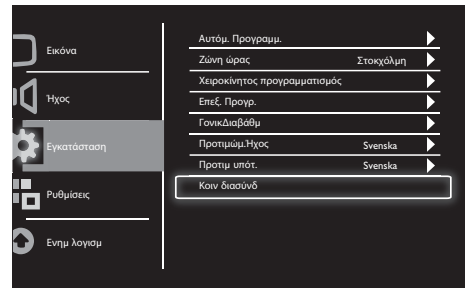 Εικόνα
Ήχος
Εγκατάσταση
Ρυθμίσεις
Ενημ λογισμ
Αυτόμ. Προγραμμ.
Ζώνη ώρας Στοκχόλμη
Χειροκίνητος προγραμματισμός
Επεξ. Προγρ.
ΓονικΔιαβάθμ
Προτιμώμ.Ήχος Svenska
Προτιμ υπότ. Svenska
Κοιν διασύνδ